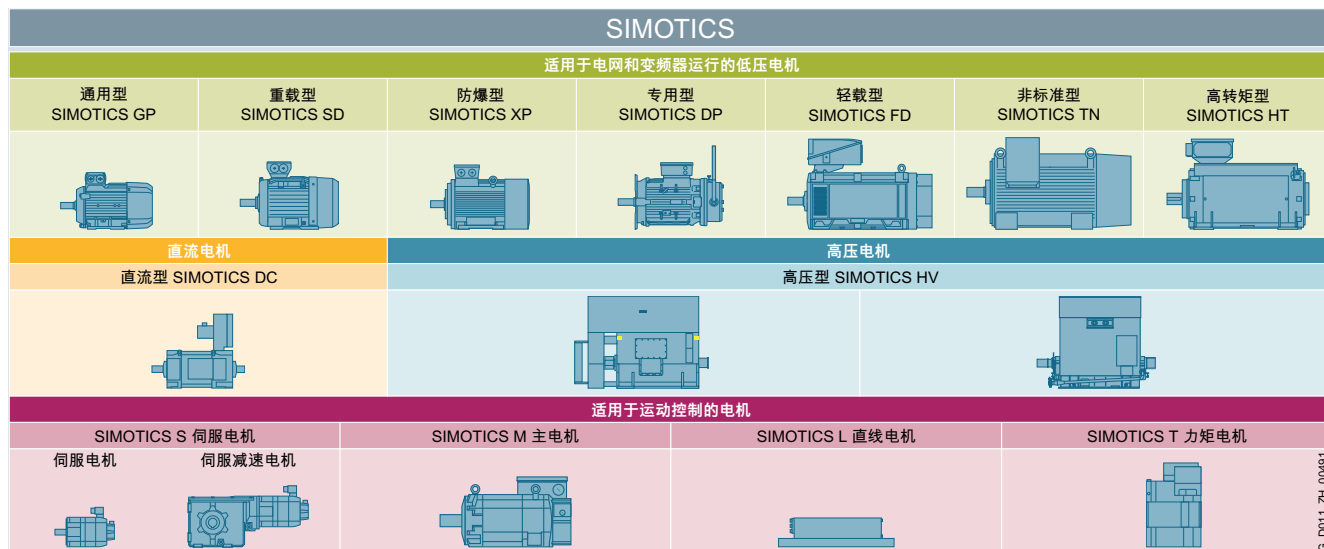 SIMOTICS
适用于电网和变频器运行的低压电机
通用型
SIMOTICS GP
重载型
SIMOTICS SD
防爆型
SIMOTICS XP
专用型
SIMOTICS DP
轻载型
SIMOTICS FD
非标准型
SIMOTICS TN
高转矩型
SIMOTICS HT
直流电机
高压电机
直流型 SIMOTICS DC
高压型 SIMOTICS HV
适用于运动控制的电机
SIMOTICS S 伺服电机
SIMOTICS M 主电机
SIMOTICS L 直线电机
SIMOTICS T 力矩电机
伺服电机
伺服减速电机
G_D011_ZH_00491